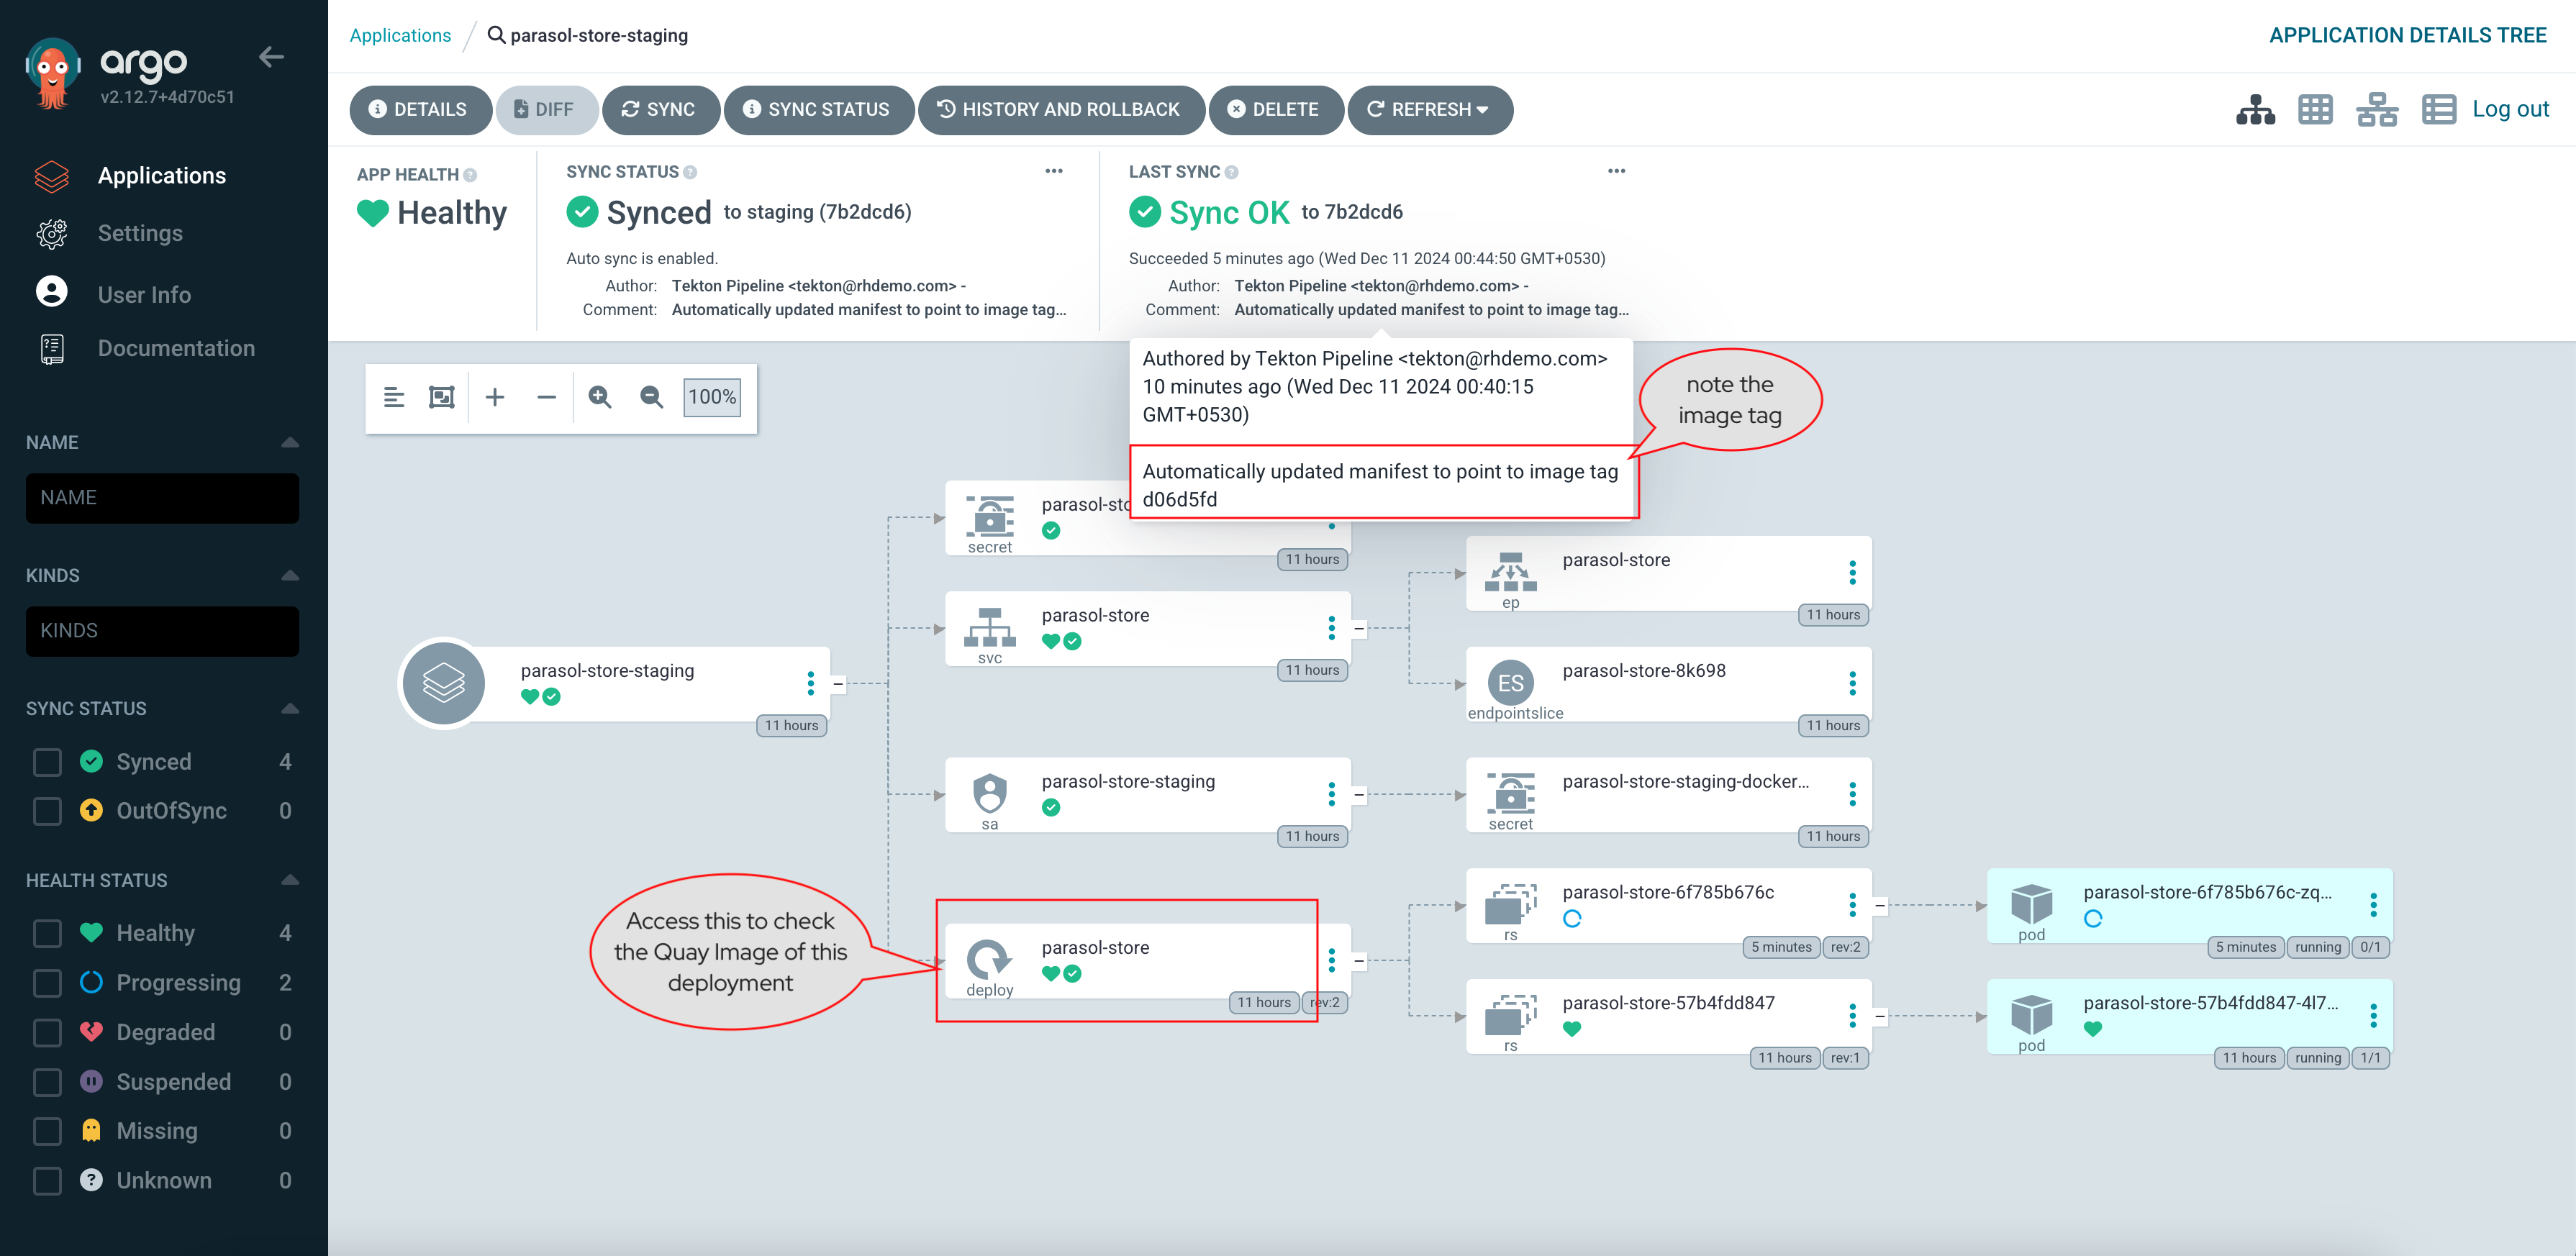 argo
v2.12.7+4d70c51
Applications
Settings
User Info
Documentation
NAME
NAME
KINDS
KINDS
SYNC STATUS
Synced 4
OutOfSync 0
HEALTH STATUS
Healthy 4
Progressing 2
Degraded 0
Suspended 0
Missing 0
Unknown 0
Applications / parasol-store-staging
APPLICATION DETAILS TREE
DETAILS DIFF SYNC SYNC STATUS HISTORY AND ROLLBACK DELETE REFRESH
Log out
APP HEALTH
Healthy
SYNC STATUS
Synced to staging (7b2dcd6)
Auto sync is enabled.
Author: Tekton Pipeline <tekton@rhdemo.com> -
Comment: Automatically updated manifest to point to image tag...
LAST SYNC
Sync OK to 7b2dcd6
Succeeded 5 minutes ago (Wed Dec 11 2024 00:44:50 GMT+0530)
Author: Tekton Pipeline <tekton@rhdemo.com> -
Comment: Automatically updated manifest to point to image tag...
Authored by Tekton Pipeline <tekton@rhdemo.com>
10 minutes ago (Wed Dec 11 2024 00:40:15
GMT+0530)
Automatically updated manifest to point to image tag
d06d5fd
note the
image tag
100%
parasol-store-staging
11 hours
parasol-sto
secret
11 hours
parasol-store
svc
11 hours
parasol-store
ep
11 hours
ES
parasol-store-8k698
endpointslice
11 hours
parasol-store-staging
sa
11 hours
parasol-store-staging-docker...
secret
11 hours
Access this to check
the Quay Image of this
deployment
parasol-store
deploy
11 hours rev:2
parasol-store-6f785b676c
rs
5 minutes rev:2
parasol-store-6f785b676c-zq...
pod
5 minutes running 0/1
parasol-store-57b4fdd847
rs
11 hours rev:1
parasol-store-57b4fdd847-4l7...
pod
11 hours running 1/1